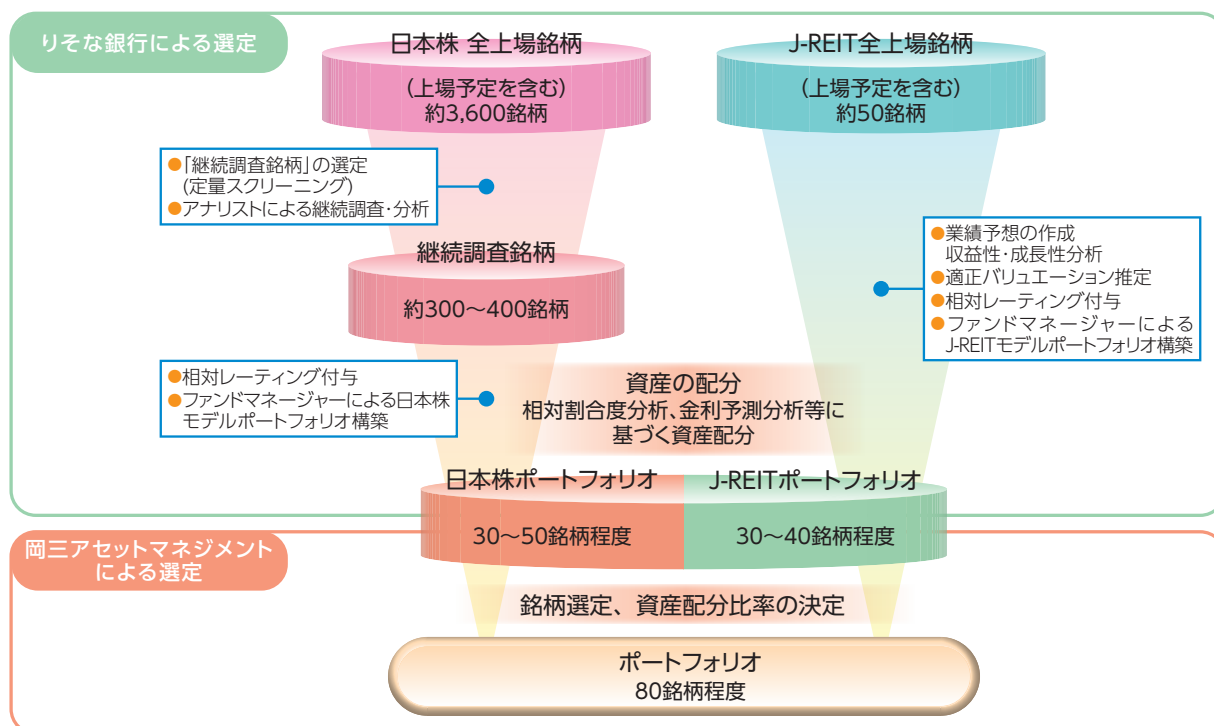 りそな銀行による選定
日本株 全上場銘柄
(上場予定を含む)
約3,600銘柄
J-REIT全上場銘柄
(上場予定を含む)
約50銘柄
●「継続調査銘柄」の選定
(定量スクリーニング)
●アナリストによる継続調査・分析
継続調査銘柄
約300〜400銘柄
●業績予想の作成
収益性・成長性分析
●適正バリュエーション推定
●相対レーティング付与
●ファンドマネージャーによる
J-REITモデルポートフォリオ構築
●相対レーティング付与
●ファンドマネージャーによる日本株
モデルポートフォリオ構築
資産の配分
相対割合度分析、金利予測分析等に
基づく資産配分
日本株ポートフォリオ
30〜50銘柄程度
J-REITポートフォリオ
30〜40銘柄程度
岡三アセットマネジメント
による選定
銘柄選定、資産配分比率の決定
ポートフォリオ
80銘柄程度